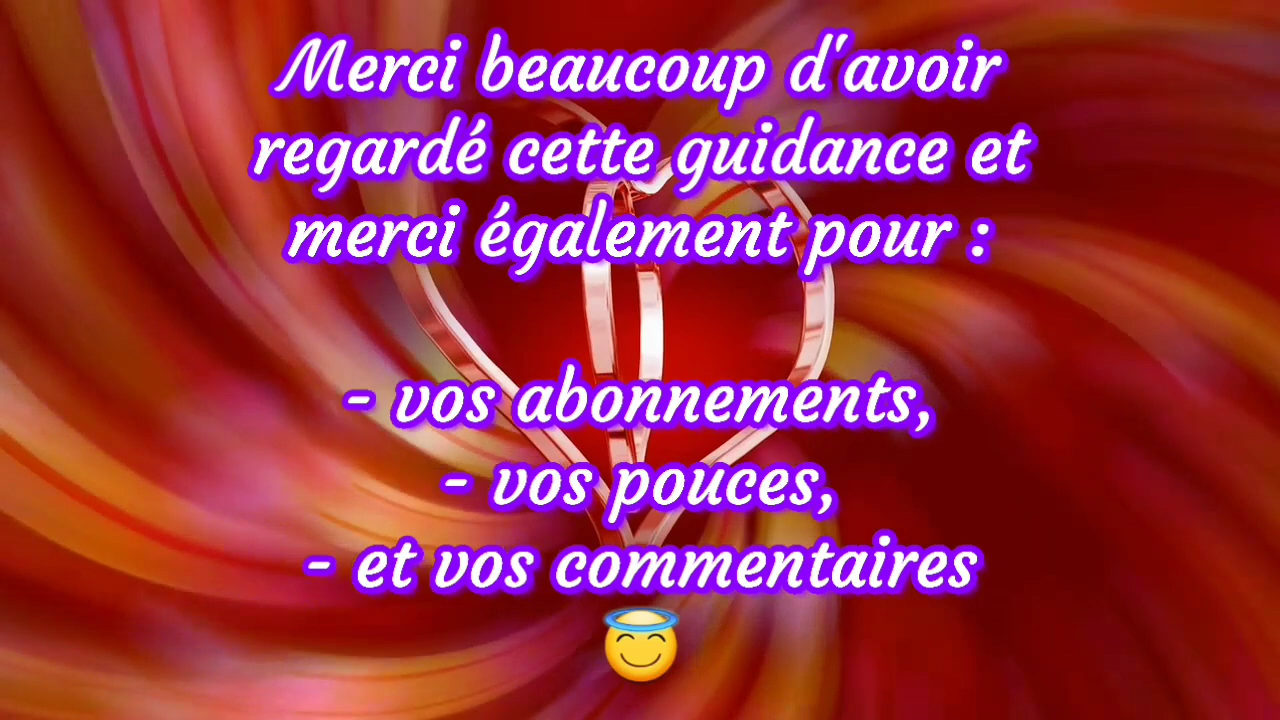 Merci beaucoup d'avoir
regardé cette guidance et
merci également pour :
- vos abonnements,
- vos pouces,
- et vos commentaires